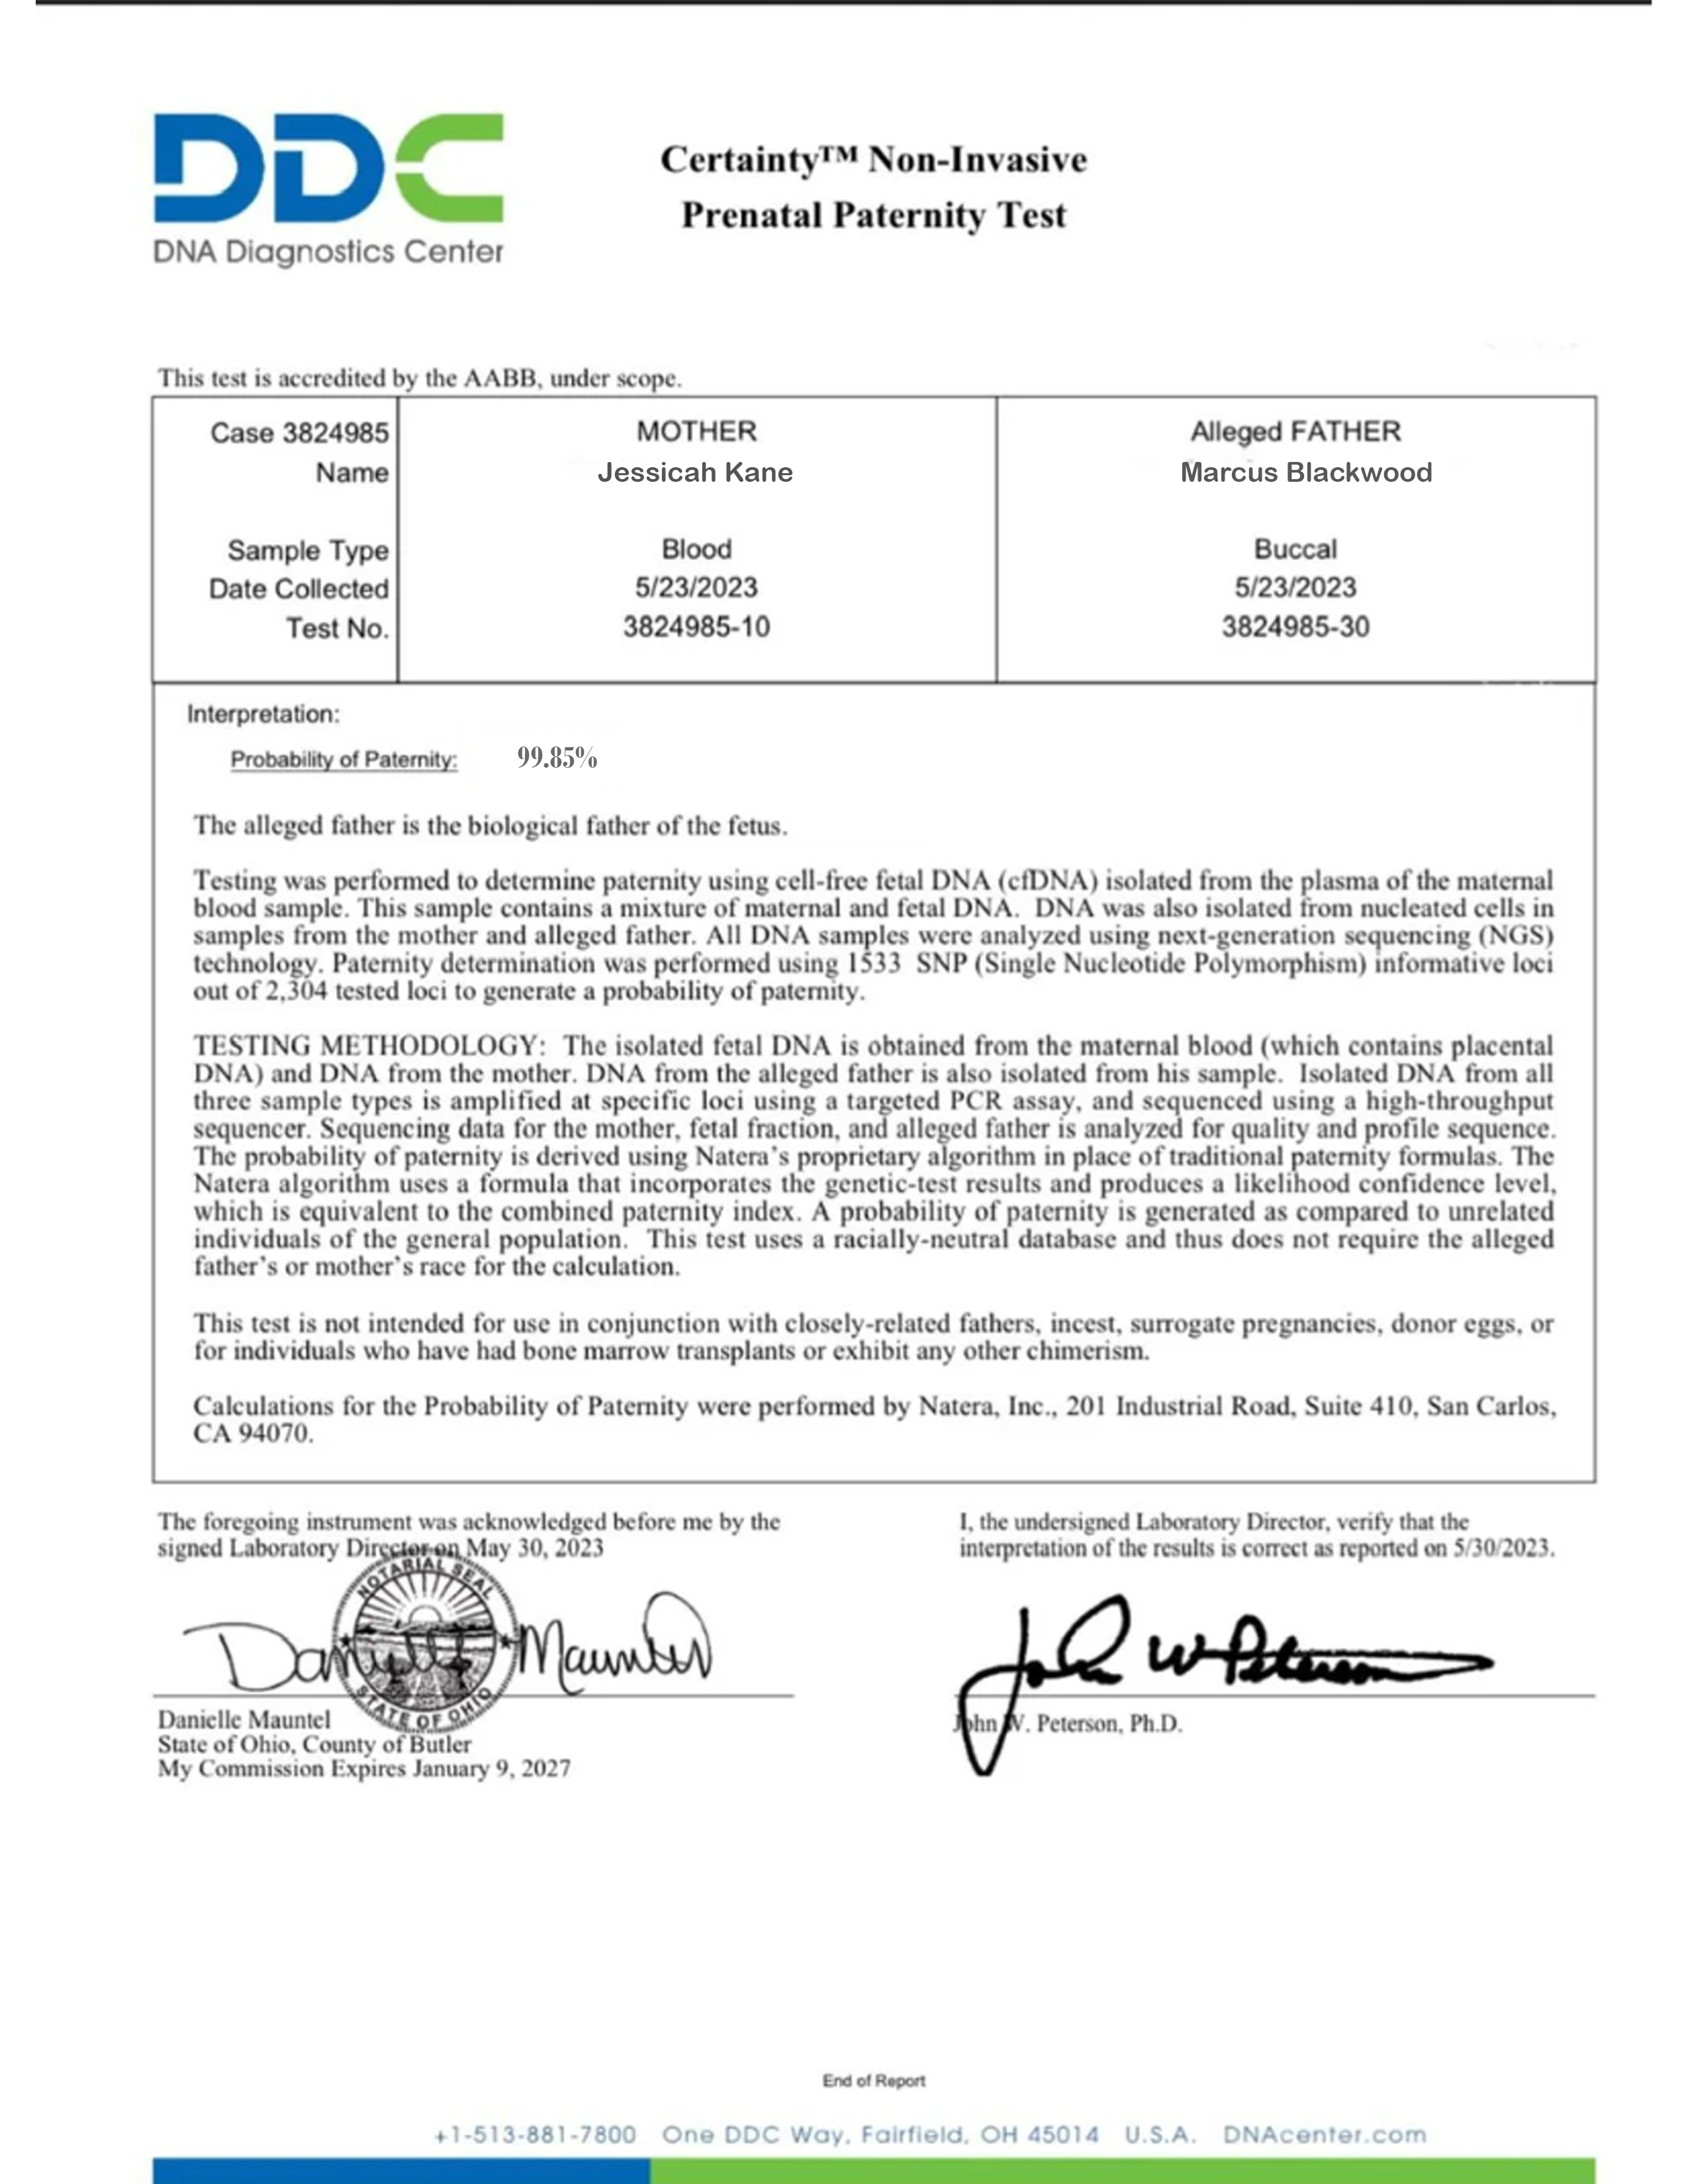 DDC
DNA Diagnostics Center
Certainty™ Non-Invasive
Prenatal Paternity Test
This test is accredited by the AABB, under scope.
Case 3824985 MOTHER Alleged FATHER
Name Jessicah Kane Marcus Blackwood
Sample Type Blood Buccal
Date Collected 5/23/2023 5/23/2023
Test No. 3824985-10 3824985-30
Interpretation:
Probability of Paternity: 99.85%
The alleged father is the biological father of the fetus.
Testing was performed to determine paternity using cell-free fetal DNA (cfDNA) isolated from the plasma of the maternal
blood sample. This sample contains a mixture of maternal and fetal DNA. DNA was also isolated from nucleated cells in
samples from the mother and alleged father. All DNA samples were analyzed using next-generation sequencing (NGS)
technology. Paternity determination was performed using 1533 SNP (Single Nucleotide Polymorphism) informative loci
out of 2,304 tested loci to generate a probability of paternity.
TESTING METHODOLOGY: The isolated fetal DNA is obtained from the maternal blood (which contains placental
DNA) and DNA from the mother. DNA from the alleged father is also isolated from his sample. Isolated DNA from all
three sample types is amplified at specific loci using a targeted PCR assay, and sequenced using a high-throughput
sequencer. Sequencing data for the mother, fetal fraction, and alleged father is analyzed for quality and profile sequence.
The probability of paternity is derived using Natera's proprietary algorithm in place of traditional paternity formulas. The
Natera algorithm uses a formula that incorporates the genetic-test results and produces a likelihood confidence level,
which is equivalent to the combined paternity index. A probability of paternity is generated as compared to unrelated
individuals of the general population. This test uses a racially-neutral database and thus does not require the alleged
father's or mother's race for the calculation.
This test is not intended for use in conjunction with closely-related fathers, incest, surrogate pregnancies, donor eggs, or
for individuals who have had bone marrow transplants or exhibit any other chimerism.
Calculations for the Probability of Paternity were performed by Natera, Inc., 201 Industrial Road, Suite 410, San Carlos,
CA 94070.
The foregoing instrument was acknowledged before me by the
signed Laboratory Director on May 30, 2023
NOTARIAL SEAL
STATE OF OHIO
Danielle Mauntel
Danielle Mauntel
State of Ohio, County of Butler
My Commission Expires January 9, 2027
I, the undersigned Laboratory Director, verify that the
interpretation of the results is correct as reported on 5/30/2023.
John W Peterson
John W. Peterson, Ph.D.
End of Report
+1-513-881-7800 One DDC Way, Fairfield, OH 45014 U.S.A. DNAcenter.com